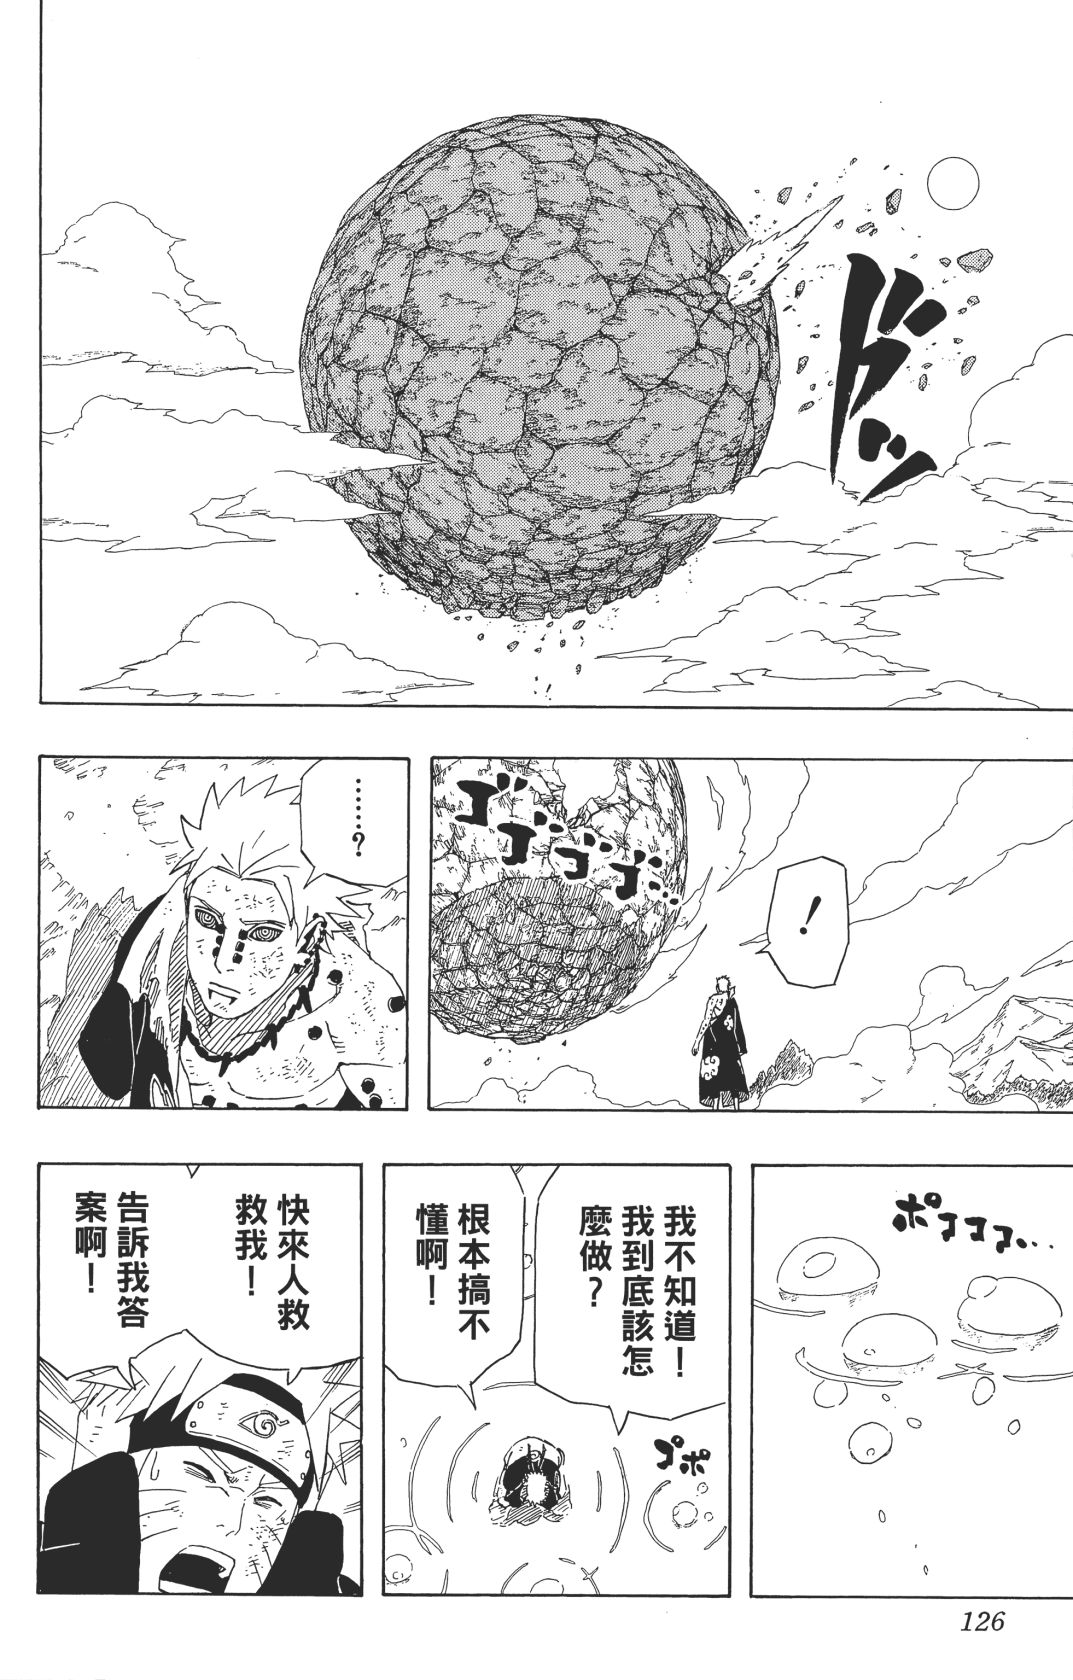 ドッ
！
ゴゴゴゴ…
……？
ポココココ…
我不知道！
我到底該怎
麼做？
根本搞不
懂啊！
ゴポ
快來人救
救我！
告訴我答
案啊！
126